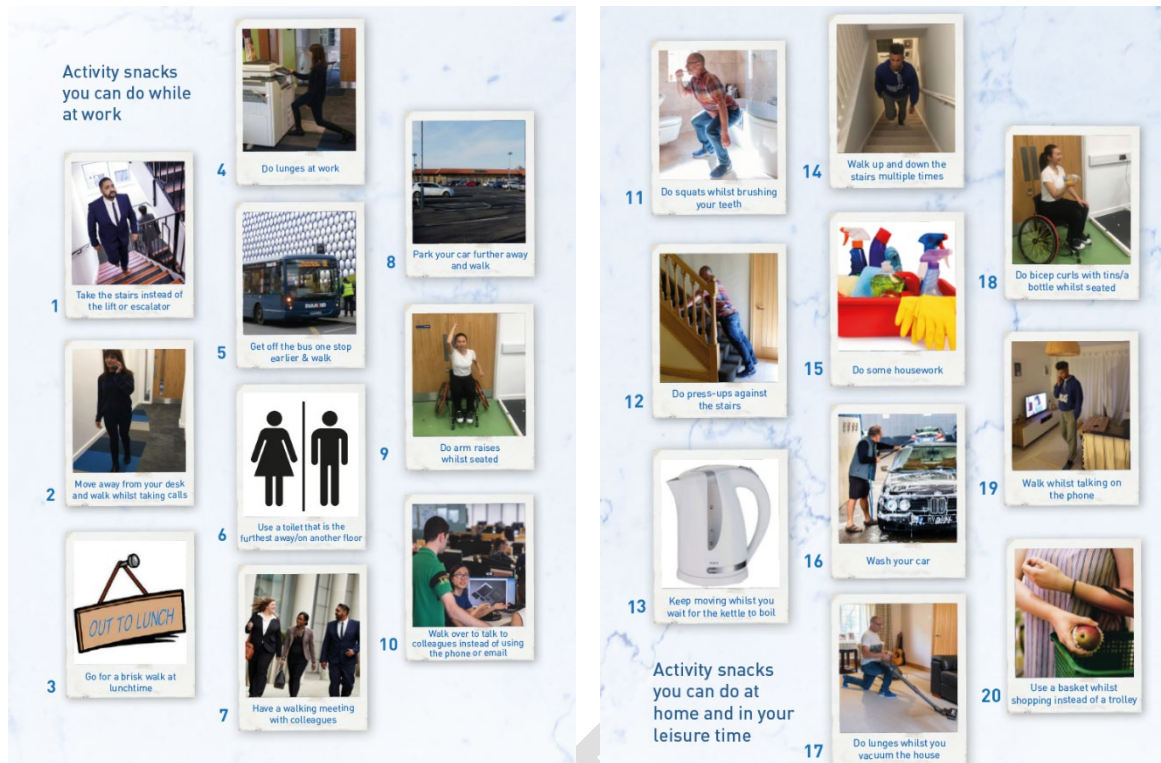 Activity snacks
you can do while
at work
1
Take the stairs instead of
the lift or escalator
2
Move away from your desk
and walk whilst taking calls
3
OUT TO LUNCH
Go for a brisk walk at
lunchtime
4
Do lunges at work
5
Get off the bus one stop
earlier & walk
6
Use a toilet that is the
furthest away/on another floor
7
Have a walking meeting
with colleagues
8
Park your car further away
and walk
9
Do arm raises
whilst seated
10
Walk over to talk to
colleagues instead of using
the phone or email
11
Do squats whilst brushing
your teeth
12
Do press-ups against
the stairs
13
Keep moving whilst you
wait for the kettle to boil
Activity snacks
you can do at
home and in your
leisure time
14
Walk up and down the
stairs multiple times
15
Do some housework
16
Wash your car
17
Do lunges whilst you
vacuum the house
18
Do bicep curls with tins/a
bottle whilst seated
19
Walk whilst talking on
the phone
20
Use a basket whilst
shopping instead of a trolley